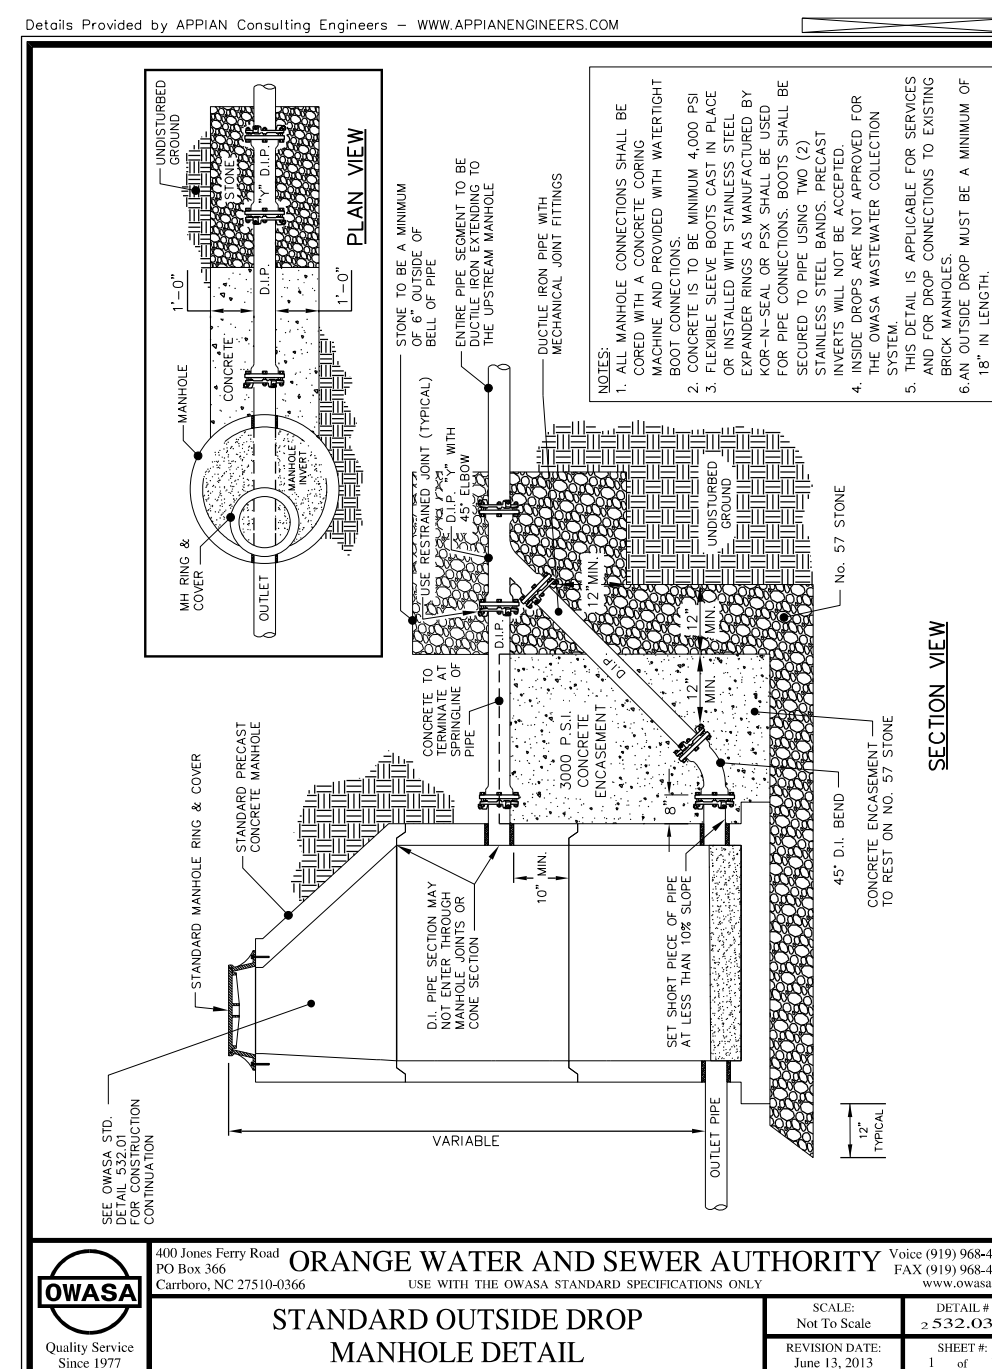 Details Provided by APPIAN Consulting Engineers – WWW.APPIANENGINEERS.COM
UNDISTURBED
GROUND
STONE
"Y" D.I.P.
D.I.P.
PLAN VIEW
1'-0"
1'-0"
MANHOLE
CONCRETE
MANHOLE
INVERT
MH RING &
COVER
OUTLET
STONE TO BE A MINIMUM
OF 6" OUTSIDE OF
BELL OF PIPE
ENTIRE PIPE SEGMENT TO BE
DUCTILE IRON EXTENDING TO
THE UPSTREAM MANHOLE
DUCTILE IRON PIPE WITH
MECHANICAL JOINT FITTINGS
NOTES:
1. ALL MANHOLE CONNECTIONS SHALL BE
CORED WITH A CONCRETE CORING
MACHINE AND PROVIDED WITH WATERTIGHT
BOOT CONNECTIONS.
2. CONCRETE IS TO BE MINIMUM 4,000 PSI
3. FLEXIBLE SLEEVE BOOTS CAST IN PLACE
OR INSTALLED WITH STAINLESS STEEL
EXPANDER RINGS AS MANUFACTURED BY
KOR-N-SEAL OR PSX SHALL BE USED
FOR PIPE CONNECTIONS. BOOTS SHALL BE
SECURED TO PIPE USING TWO (2)
STAINLESS STEEL BANDS. PRECAST
INVERTS WILL NOT BE ACCEPTED.
4. INSIDE DROPS ARE NOT APPROVED FOR
THE OWASA WASTEWATER COLLECTION
SYSTEM.
5. THIS DETAIL IS APPLICABLE FOR SERVICES
AND FOR DROP CONNECTIONS TO EXISTING
BRICK MANHOLES.
6. AN OUTSIDE DROP MUST BE A MINIMUM OF
18" IN LENGTH.
USE RESTRAINED JOINT (TYPICAL)
D.I.P. "Y" WITH
45° ELBOW
12"MIN.
UNDISTURBED
GROUND
12"
MIN.
No. 57 STONE
CONCRETE TO
TERMINATE AT
SPRINGLINE OF
PIPE
D.I.P.
D.I.P
12"
MIN.
3000 P.S.I.
CONCRETE
ENCASEMENT
8"
SECTION VIEW
CONCRETE ENCASEMENT
TO REST ON NO. 57 STONE
45° D.I. BEND
STANDARD MANHOLE RING & COVER
STANDARD PRECAST
CONCRETE MANHOLE
10" MIN.
D.I. PIPE SECTION MAY
NOT ENTER THROUGH
MANHOLE JOINTS OR
CONE SECTION
SET SHORT PIECE OF PIPE
AT LESS THAN 10% SLOPE
SEE OWASA STD.
DETAIL 532.01
FOR CONSTRUCTION
CONTINUATION
VARIABLE
OUTLET PIPE
12"
TYPICAL
OWASA
Quality Service
Since 1977
400 Jones Ferry Road
PO Box 366
Carrboro, NC 27510-0366
ORANGE WATER AND SEWER AUTHORITY
USE WITH THE OWASA STANDARD SPECIFICATIONS ONLY
Voice (919) 968-4
FAX (919) 968-4
www.owasa
STANDARD OUTSIDE DROP
MANHOLE DETAIL
SCALE:
Not To Scale
DETAIL #
2 532.03
REVISION DATE:
June 13, 2013
SHEET #:
1 of